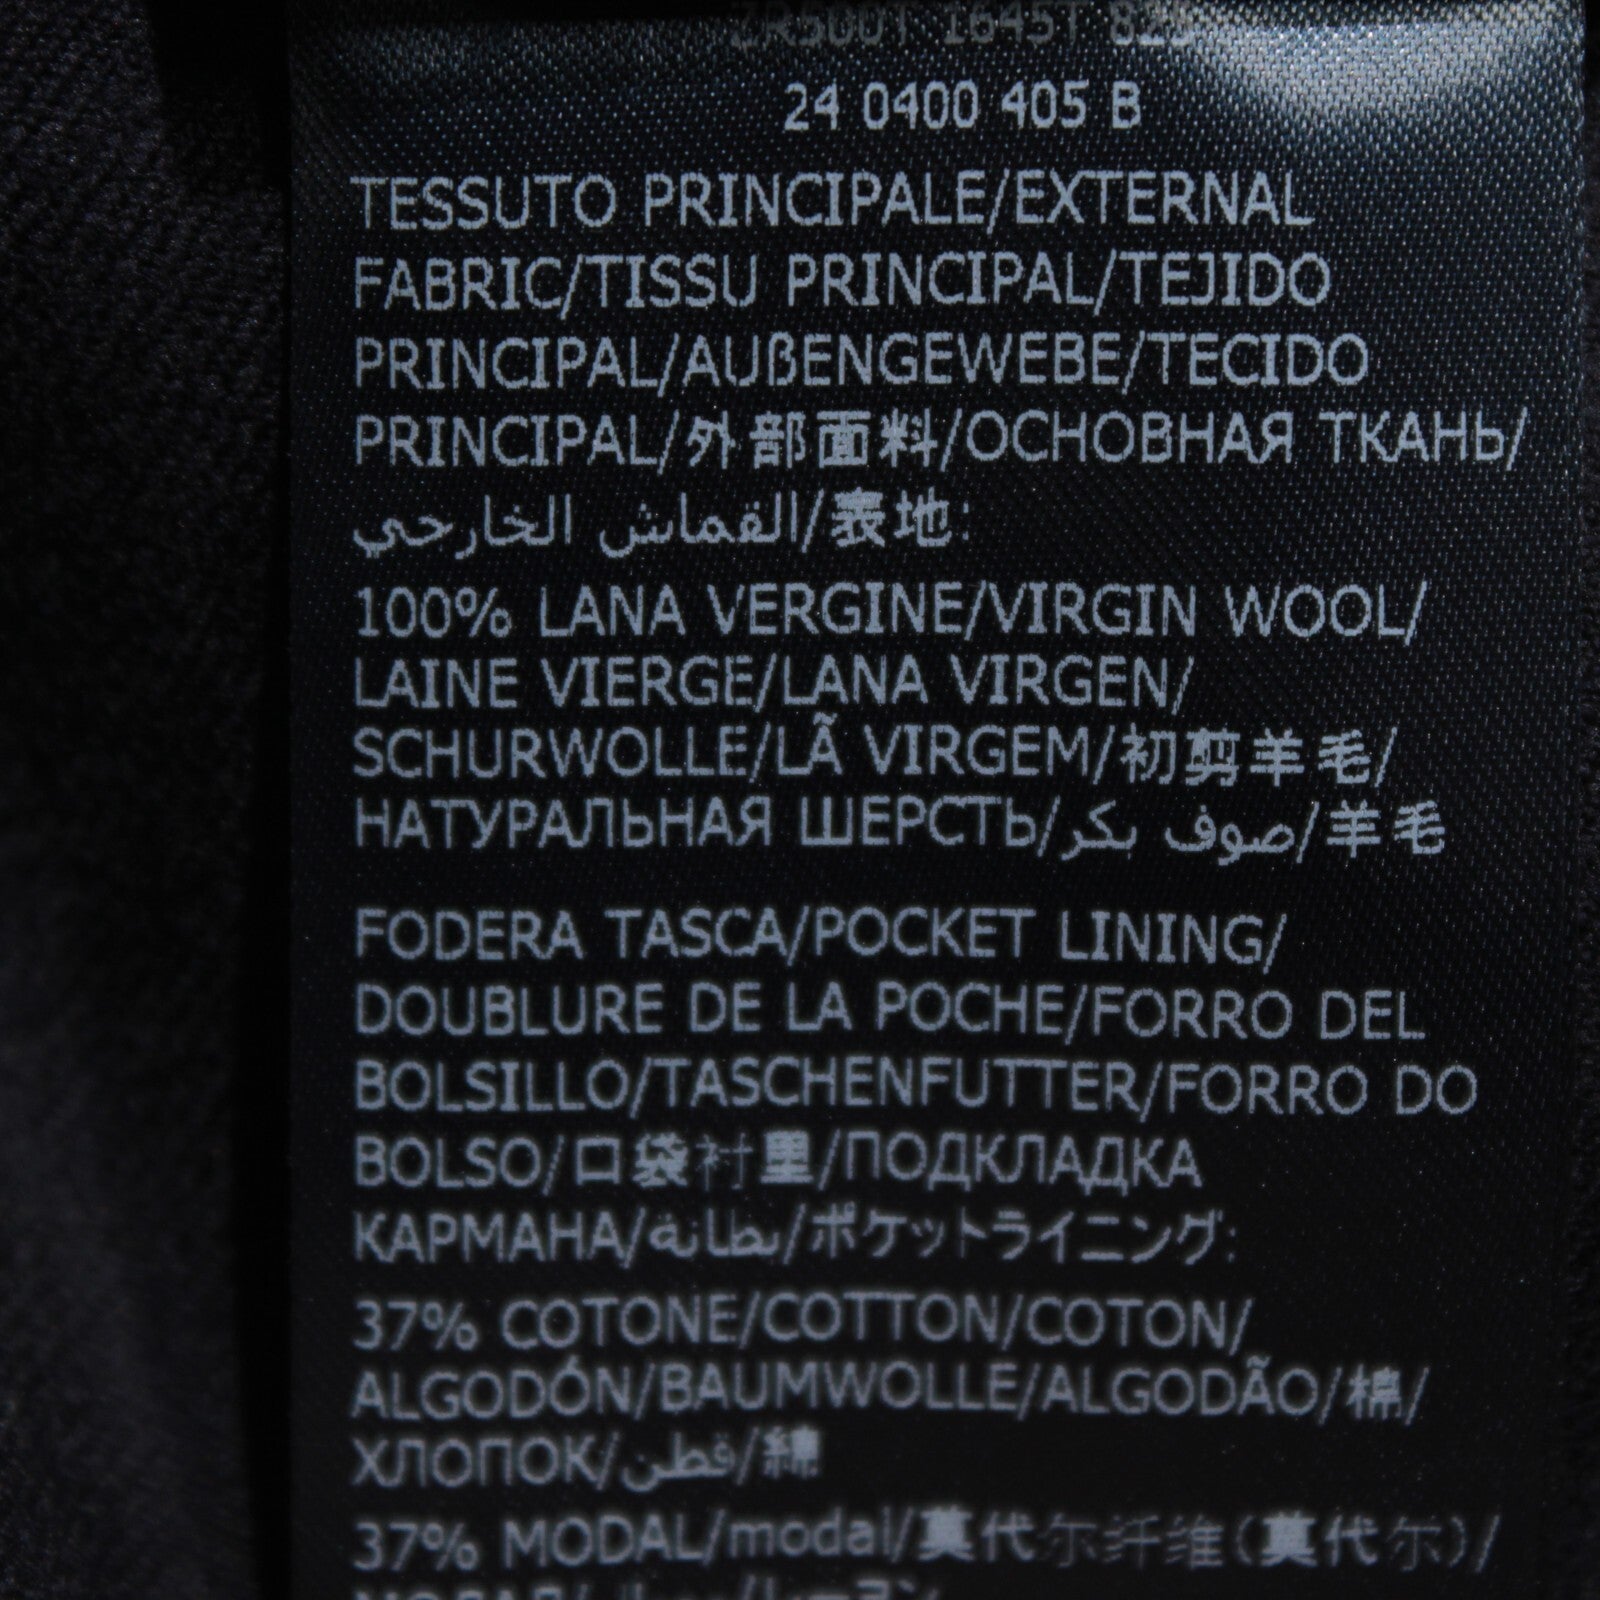 24 0400 405 B
TESSUTO PRINCIPALE/EXTERNAL
FABRIC/TISSU PRINCIPAL/TEJIDO
PRINCIPAL/AUßENGEWEBE/TECIDO
PRINCIPAL/外部面料/ОСНОВНАЯ ТКАНЬ/
القماش الخارجي/表地:
100% LANA VERGINE/VIRGIN WOOL/
LAINE VIERGE/LANA VIRGEN/
SCHURWOLLE/LÃ VIRGEM/初剪羊毛/
НАТУРАЛЬНАЯ ШЕРСТЬ/صوف بكر/羊毛
FODERA TASCA/POCKET LINING/
DOUBLURE DE LA POCHE/FORRO DEL
BOLSILLO/TASCHENFUTTER/FORRO DO
BOLSO/口袋衬里/ПОДКЛАДКА
КАРМАНА/بطانة/ポケットライニング:
37% COTONE/COTTON/COTON/
ALGODÓN/BAUMWOLLE/ALGODÃO/棉/
ХЛОПОК/قطن/綿
37% MODAL/modal/莫代尔纤维(莫代尔)/